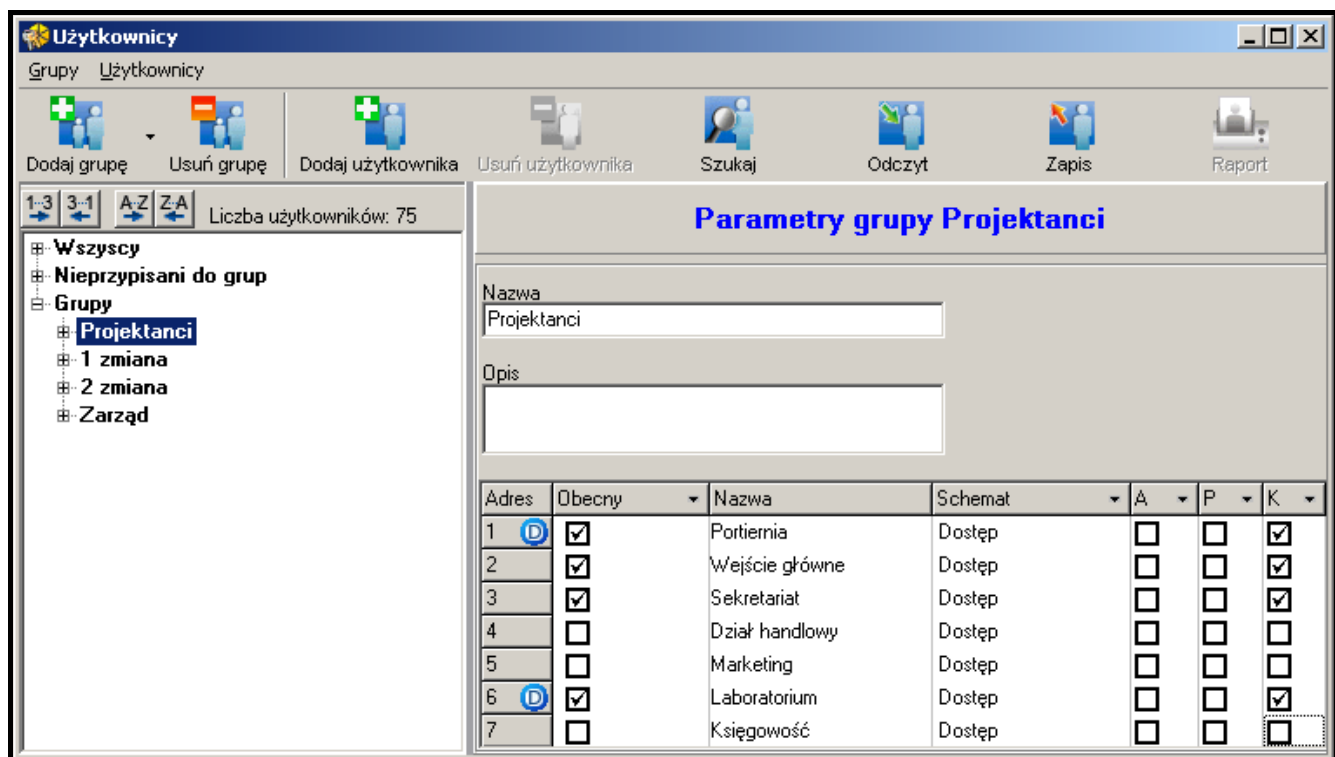 Użytkownicy
Grupy Użytkownicy
Dodaj grupę Usuń grupę Dodaj użytkownika Usuń użytkownika Szukaj Odczyt Zapis Raport
1··3 3··1 A-Z Z-A Liczba użytkowników: 75
Parametry grupy Projektanci
Wszyscy
Nieprzypisani do grup
Grupy
Projektanci
1 zmiana
2 zmiana
Zarząd
Nazwa
Projektanci
Opis
Adres Obecny Nazwa Schemat A P K
1 D Portiernia Dostęp
2 Wejście główne Dostęp
3 Sekretariat Dostęp
4 Dział handlowy Dostęp
5 Marketing Dostęp
6 D Laboratorium Dostęp
7 Księgowość Dostęp